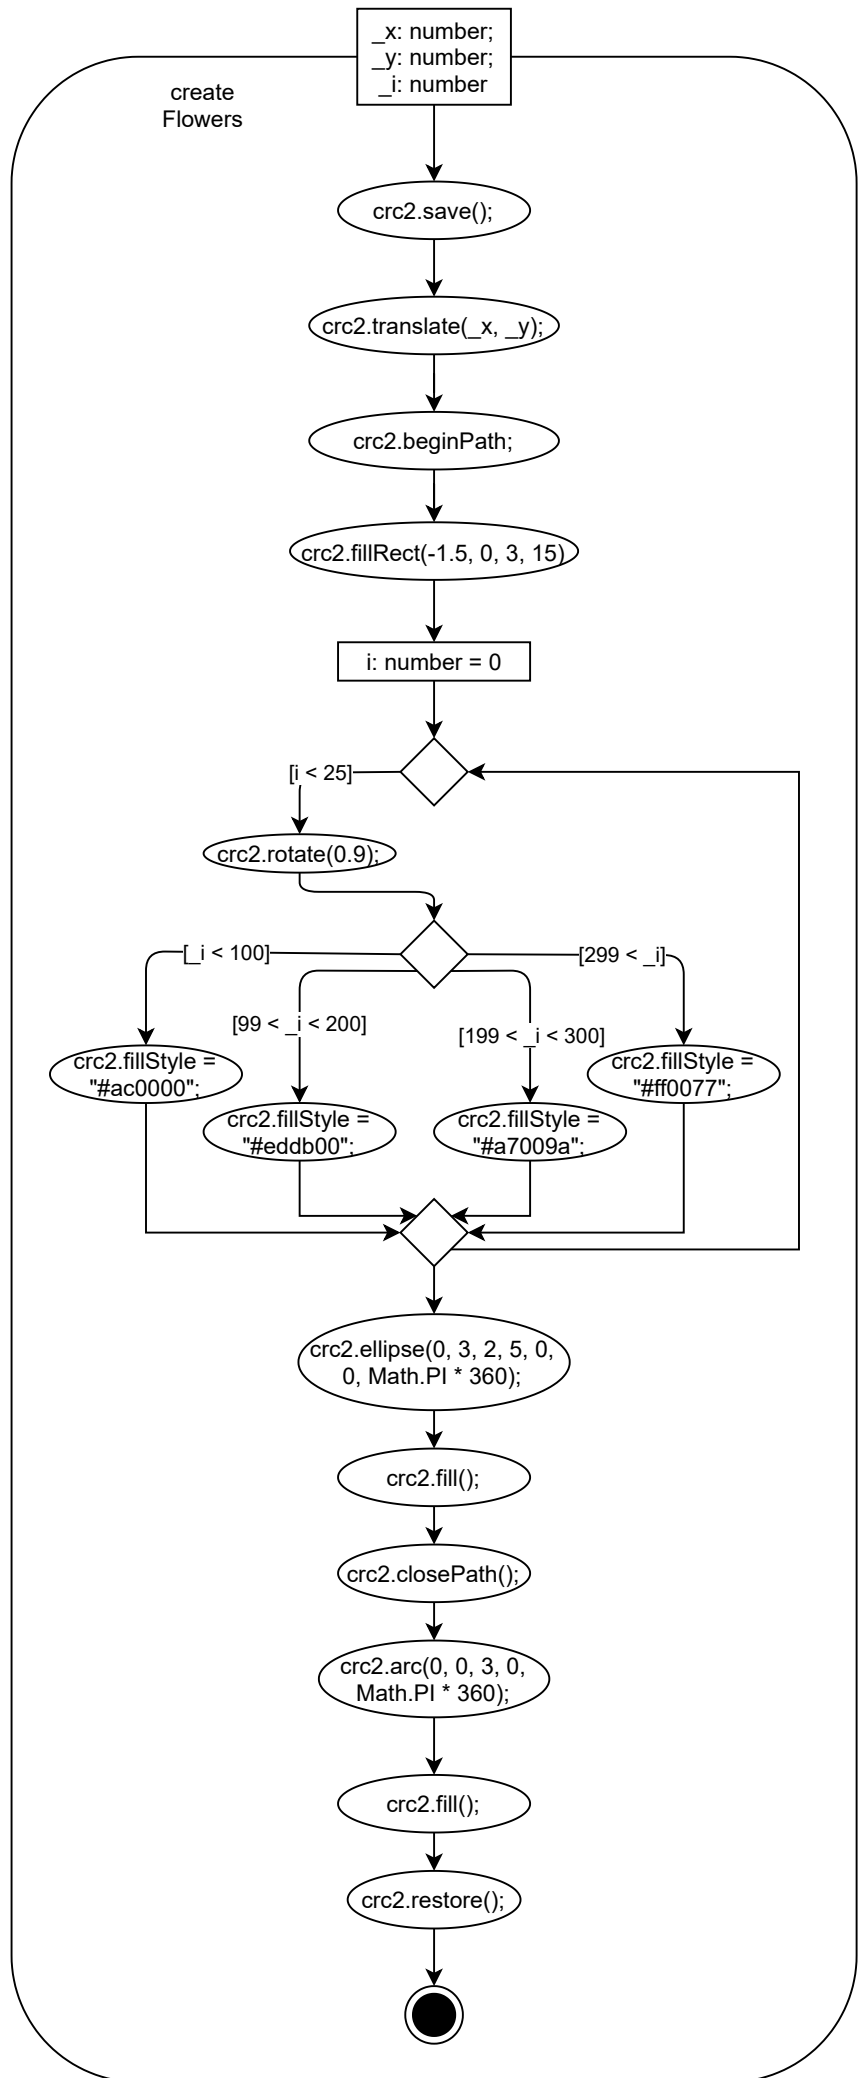 _x: number;
_y: number;
_i: number
create
Flowers
crc2.save();
crc2.translate(_x, _y);
crc2.beginPath;
crc2.fillRect(-1.5, 0, 3, 15)
i: number = 0
[i < 25]
crc2.rotate(0.9);
[_i < 100]
[299 < _i]
[99 < _i < 200]
[199 < _i < 300]
crc2.fillStyle =
"#ac0000";
crc2.fillStyle =
"#ff0077";
crc2.fillStyle =
"#eddb00";
crc2.fillStyle =
"#a7009a";
crc2.ellipse(0, 3, 2, 5, 0,
0, Math.PI * 360);
crc2.fill();
crc2.closePath();
crc2.arc(0, 0, 3, 0,
Math.PI * 360);
crc2.fill();
crc2.restore();